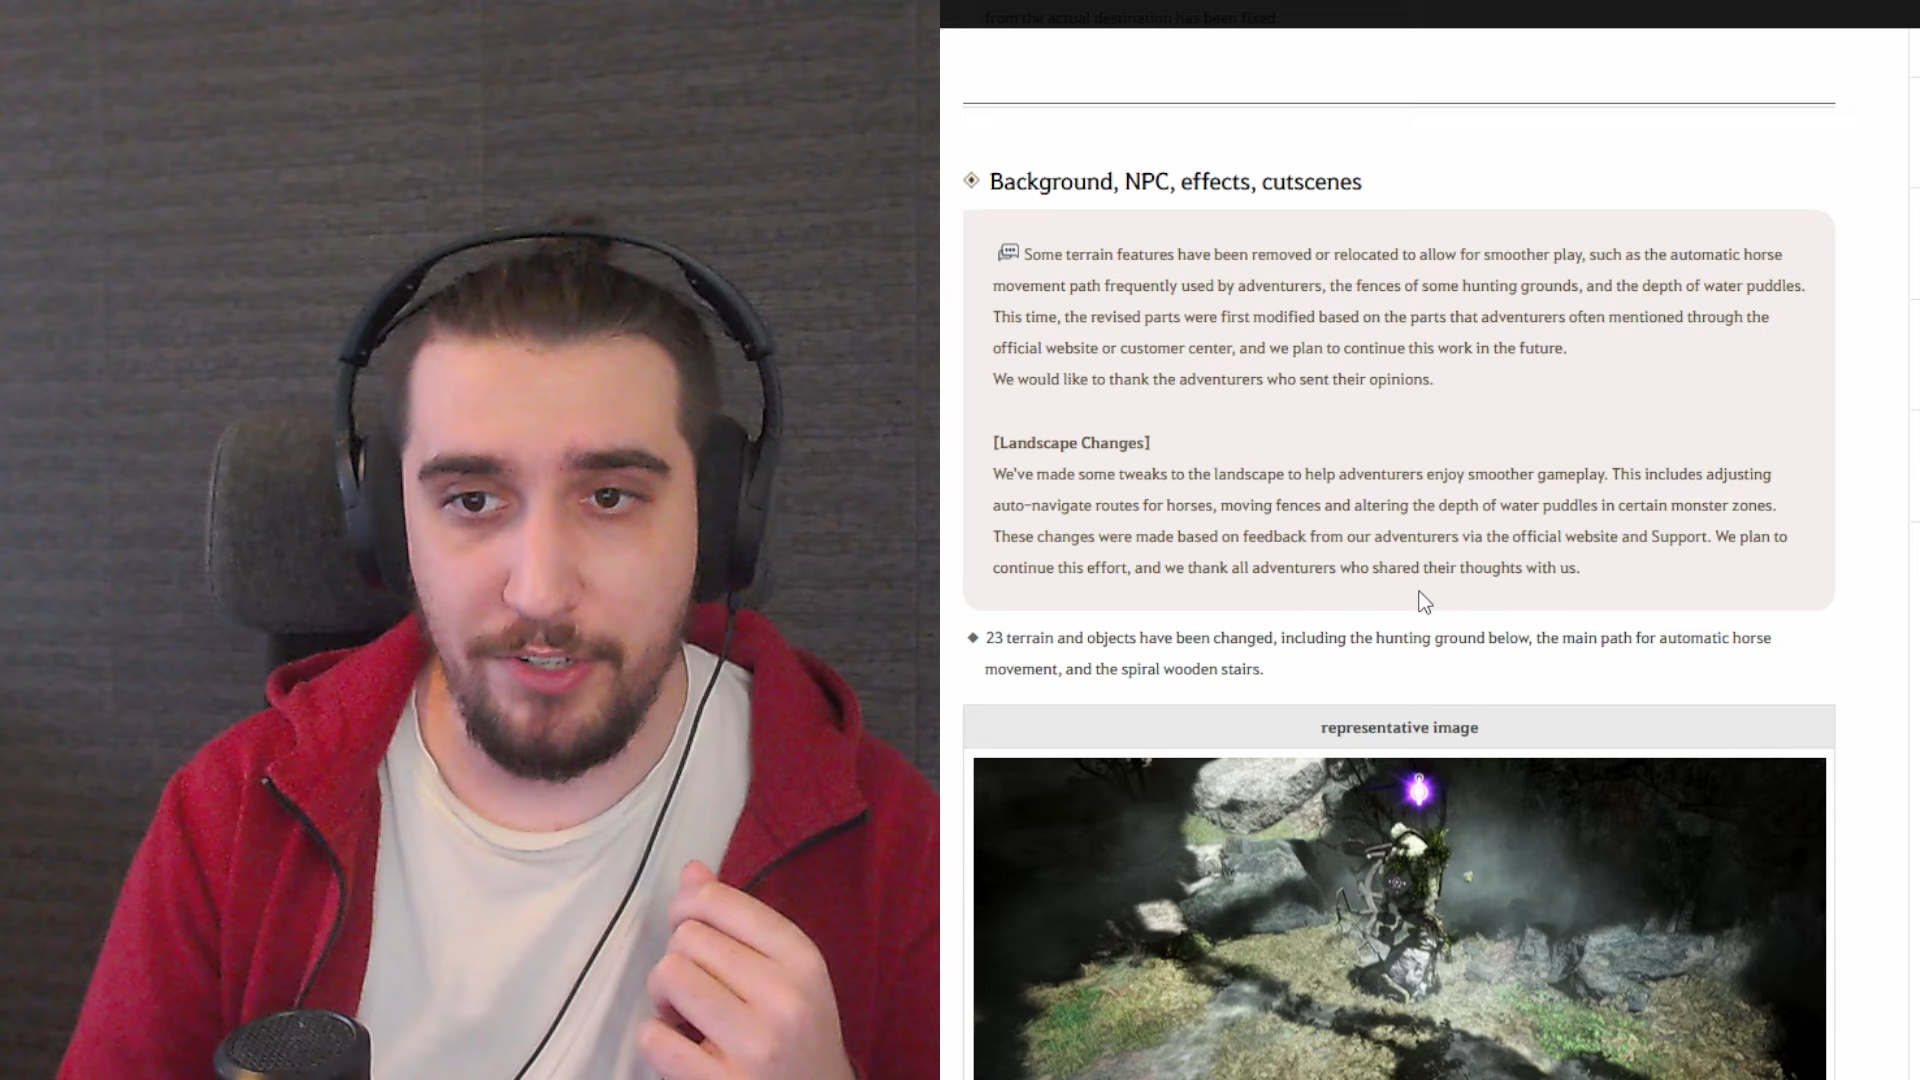 from the actual destination has been fixed.
Background, NPC, effects, cutscenes
Some terrain features have been removed or relocated to allow for smoother play, such as the automatic horse
movement path frequently used by adventurers, the fences of some hunting grounds, and the depth of water puddles.
This time, the revised parts were first modified based on the parts that adventurers often mentioned through the
official website or customer center, and we plan to continue this work in the future.
We would like to thank the adventurers who sent their opinions.
[Landscape Changes]
We've made some tweaks to the landscape to help adventurers enjoy smoother gameplay. This includes adjusting
auto-navigate routes for horses, moving fences and altering the depth of water puddles in certain monster zones.
These changes were made based on feedback from our adventurers via the official website and Support. We plan to
continue this effort, and we thank all adventurers who shared their thoughts with us.
23 terrain and objects have been changed, including the hunting ground below, the main path for automatic horse
movement, and the spiral wooden stairs.
representative image